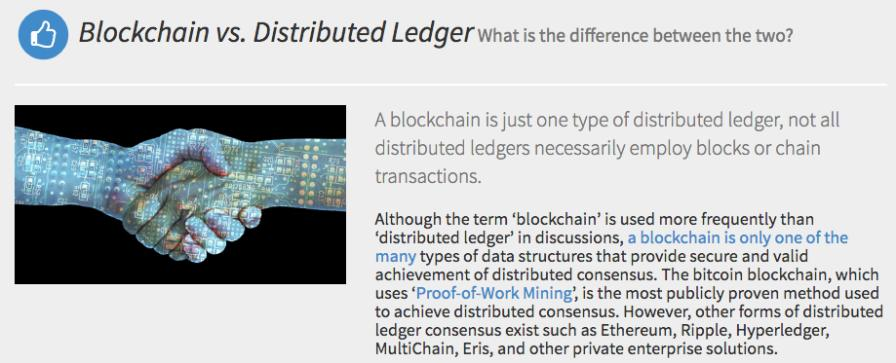 Blockchain vs. Distributed Ledger What is the difference between the two?
A blockchain is just one type of distributed ledger, not all
distributed ledgers necessarily employ blocks or chain
transactions.
Although the term ‘blockchain’ is used more frequently than
‘distributed ledger’ in discussions, a blockchain is only one of the
many types of data structures that provide secure and valid
achievement of distributed consensus. The bitcoin blockchain, which
uses ‘Proof-of-Work Mining’, is the most publicly proven method used
to achieve distributed consensus. However, other forms of distributed
ledger consensus exist such as Ethereum, Ripple, Hyperledger,
MultiChain, Eris, and other private enterprise solutions.